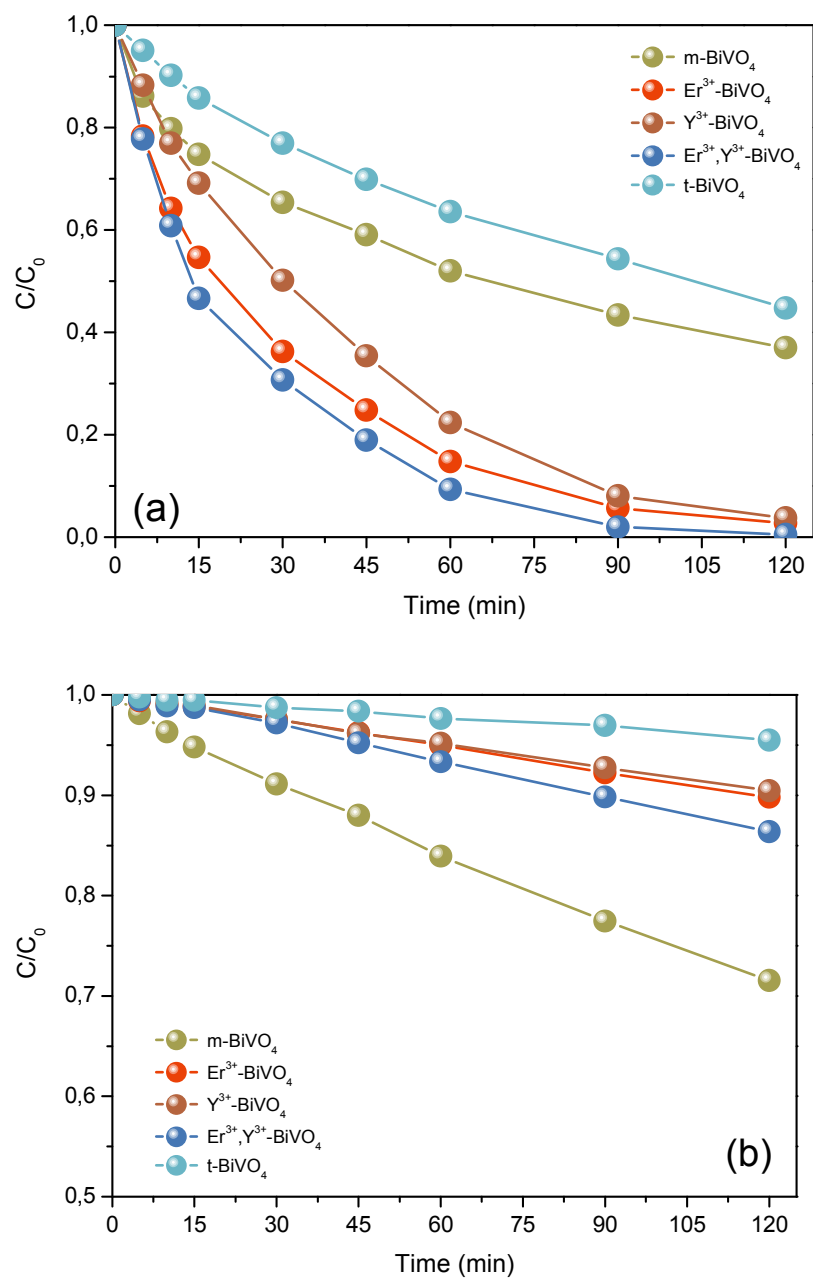 1,0
0,8
0,6
0,4
0,2
0,0
C/C₀
m-BiVO₄
Er³⁺-BiVO₄
Y³⁺-BiVO₄
Er³⁺,Y³⁺-BiVO₄
t-BiVO₄
(a)
0 15 30 45 60 75 90 105 120
Time (min)
1,0
0,9
0,8
0,7
0,6
0,5
C/C₀
m-BiVO₄
Er³⁺-BiVO₄
Y³⁺-BiVO₄
Er³⁺,Y³⁺-BiVO₄
t-BiVO₄
(b)
0 15 30 45 60 75 90 105 120
Time (min)